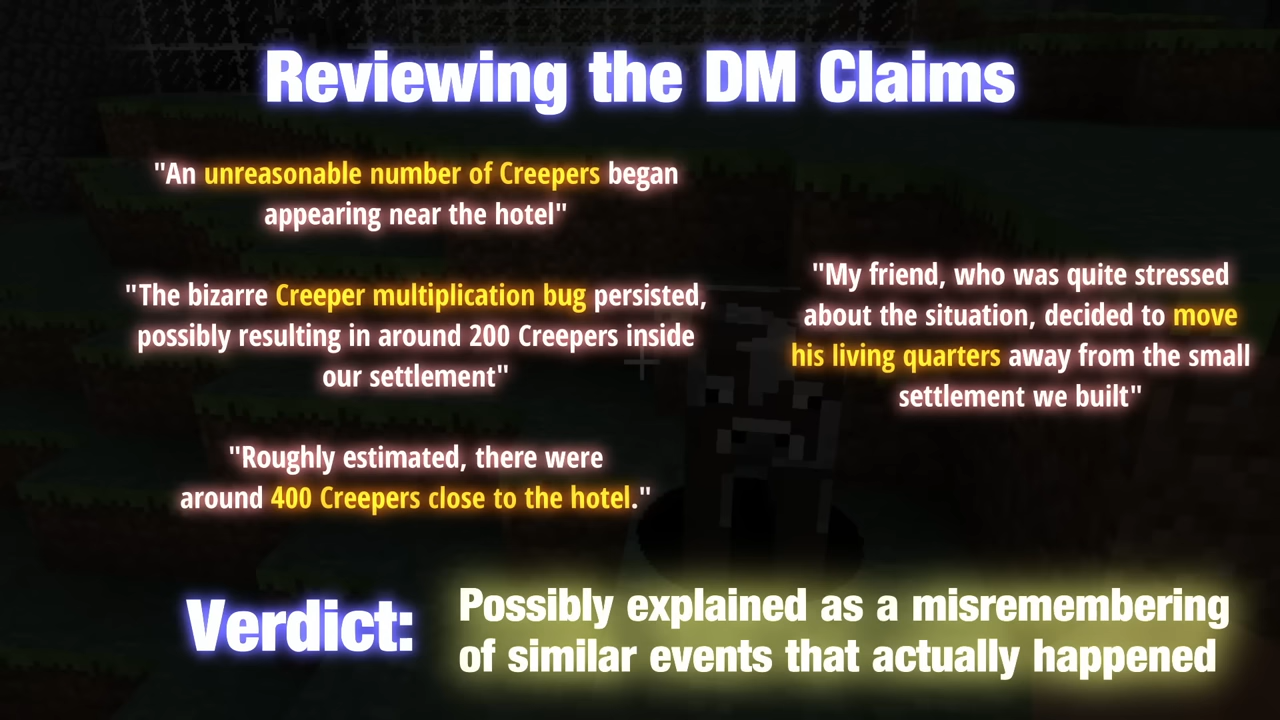 Reviewing the DM Claims
"An unreasonable number of Creepers began
appearing near the hotel"
"The bizarre Creeper multiplication bug persisted,
possibly resulting in around 200 Creepers inside
our settlement"
"Roughly estimated, there were
around 400 Creepers close to the hotel."
"My friend, who was quite stressed
about the situation, decided to move
his living quarters away from the small
settlement we built"
Verdict:
Possibly explained as a misremembering
of similar events that actually happened